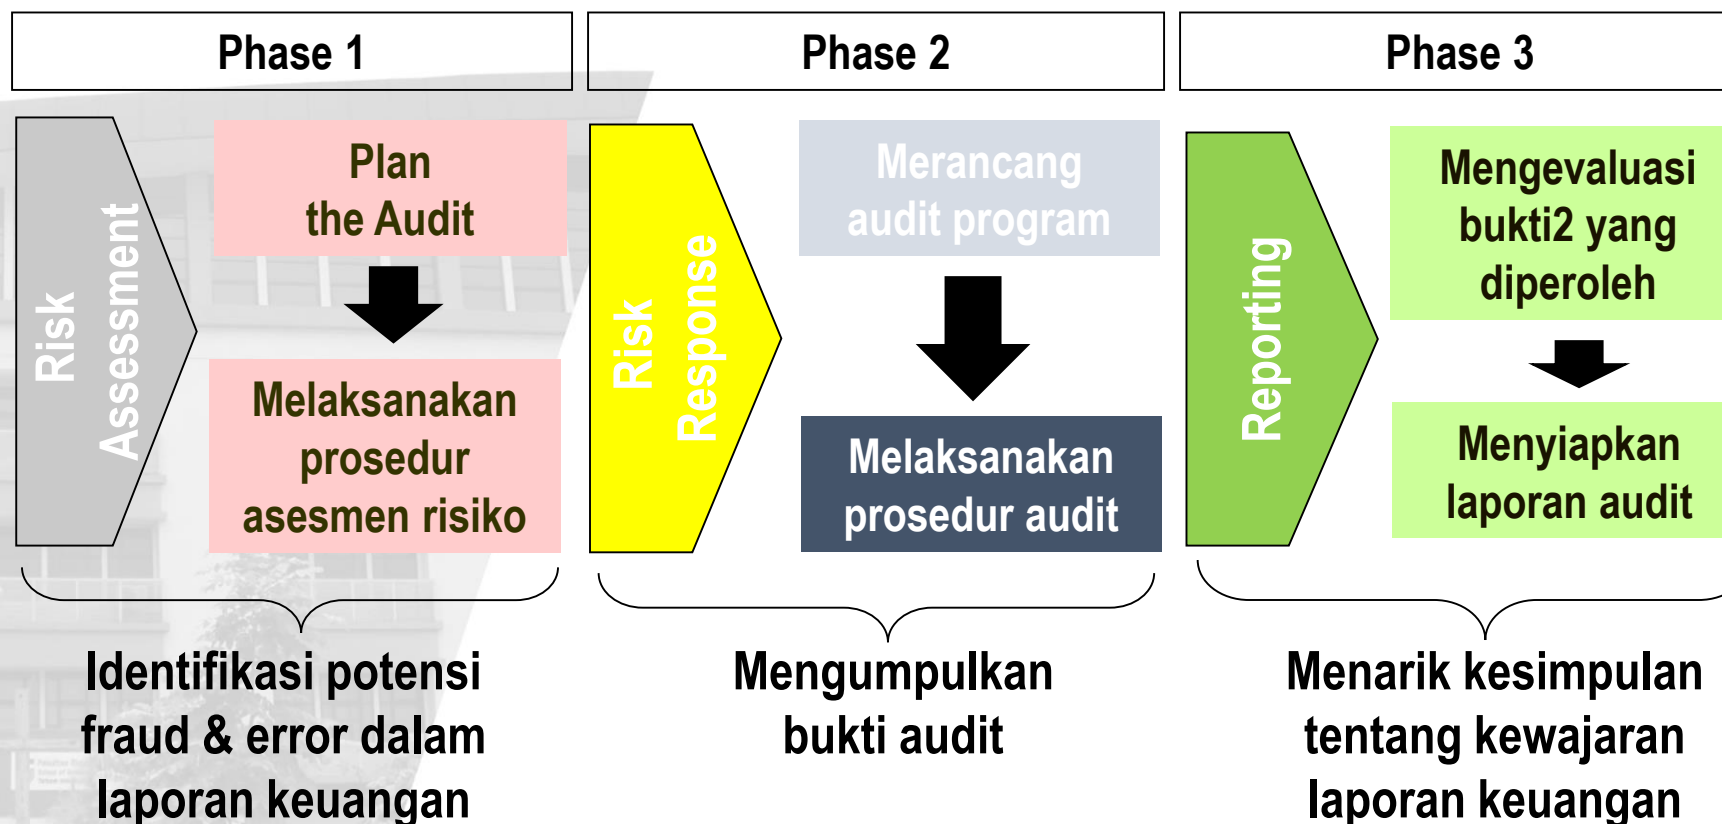 Phase 1
Phase 2
Phase 3
Risk
Assessment
Plan
the Audit
Melaksanakan
prosedur
asesmen risiko
Risk
Response
Merancang
audit program
Melaksanakan
prosedur audit
Reporting
Mengevaluasi
bukti2 yang
diperoleh
Menyiapkan
laporan audit
Identifikasi potensi
fraud & error dalam
laporan keuangan
Mengumpulkan
bukti audit
Menarik kesimpulan
tentang kewajaran
laporan keuangan